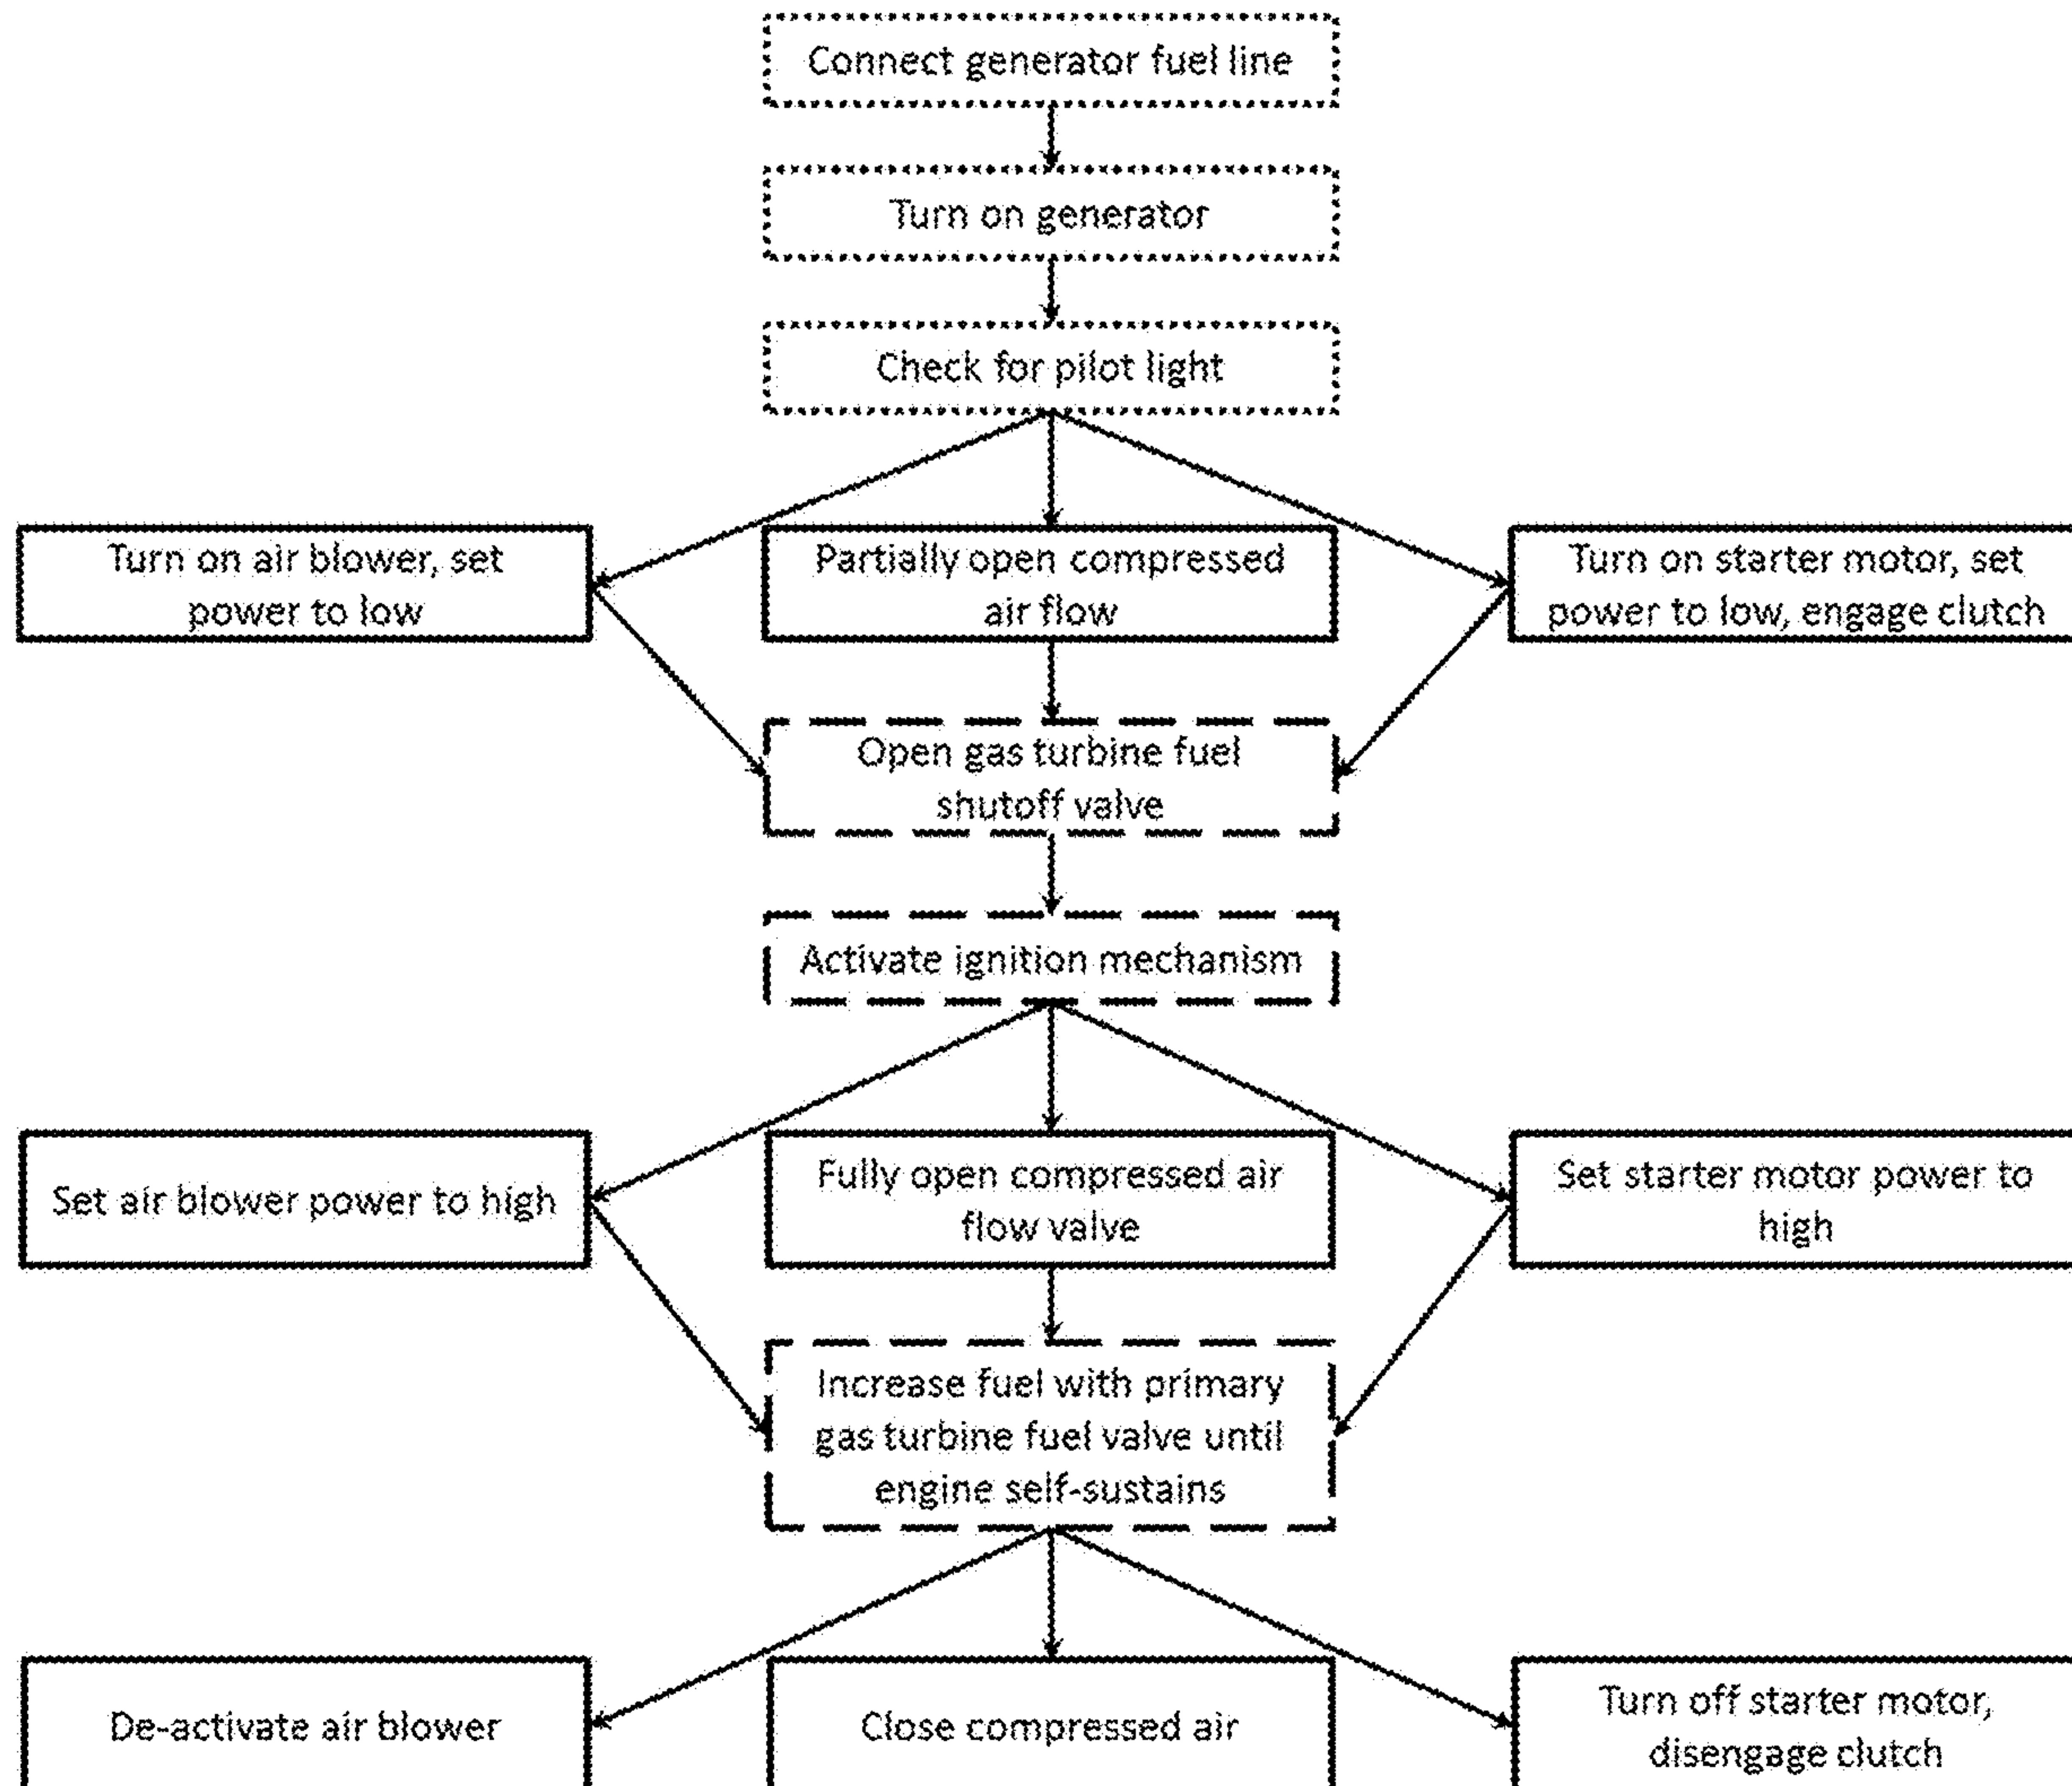 Connect generator fuel line
Turn on generator
Check for pilot light
Turn on air blower, set
power to low
Partially open compressed
air flow
Turn on starter motor, set
power to low, engage clutch
Open gas turbine fuel
shutoff valve
Activate ignition mechanism
Set air blower power to high
Fully open compressed air
flow valve
Set starter motor power to
high
Increase fuel with primary
gas turbine fuel valve until
engine self-sustains
De-activate air blower
Close compressed air
Turn off starter motor,
disengage clutch